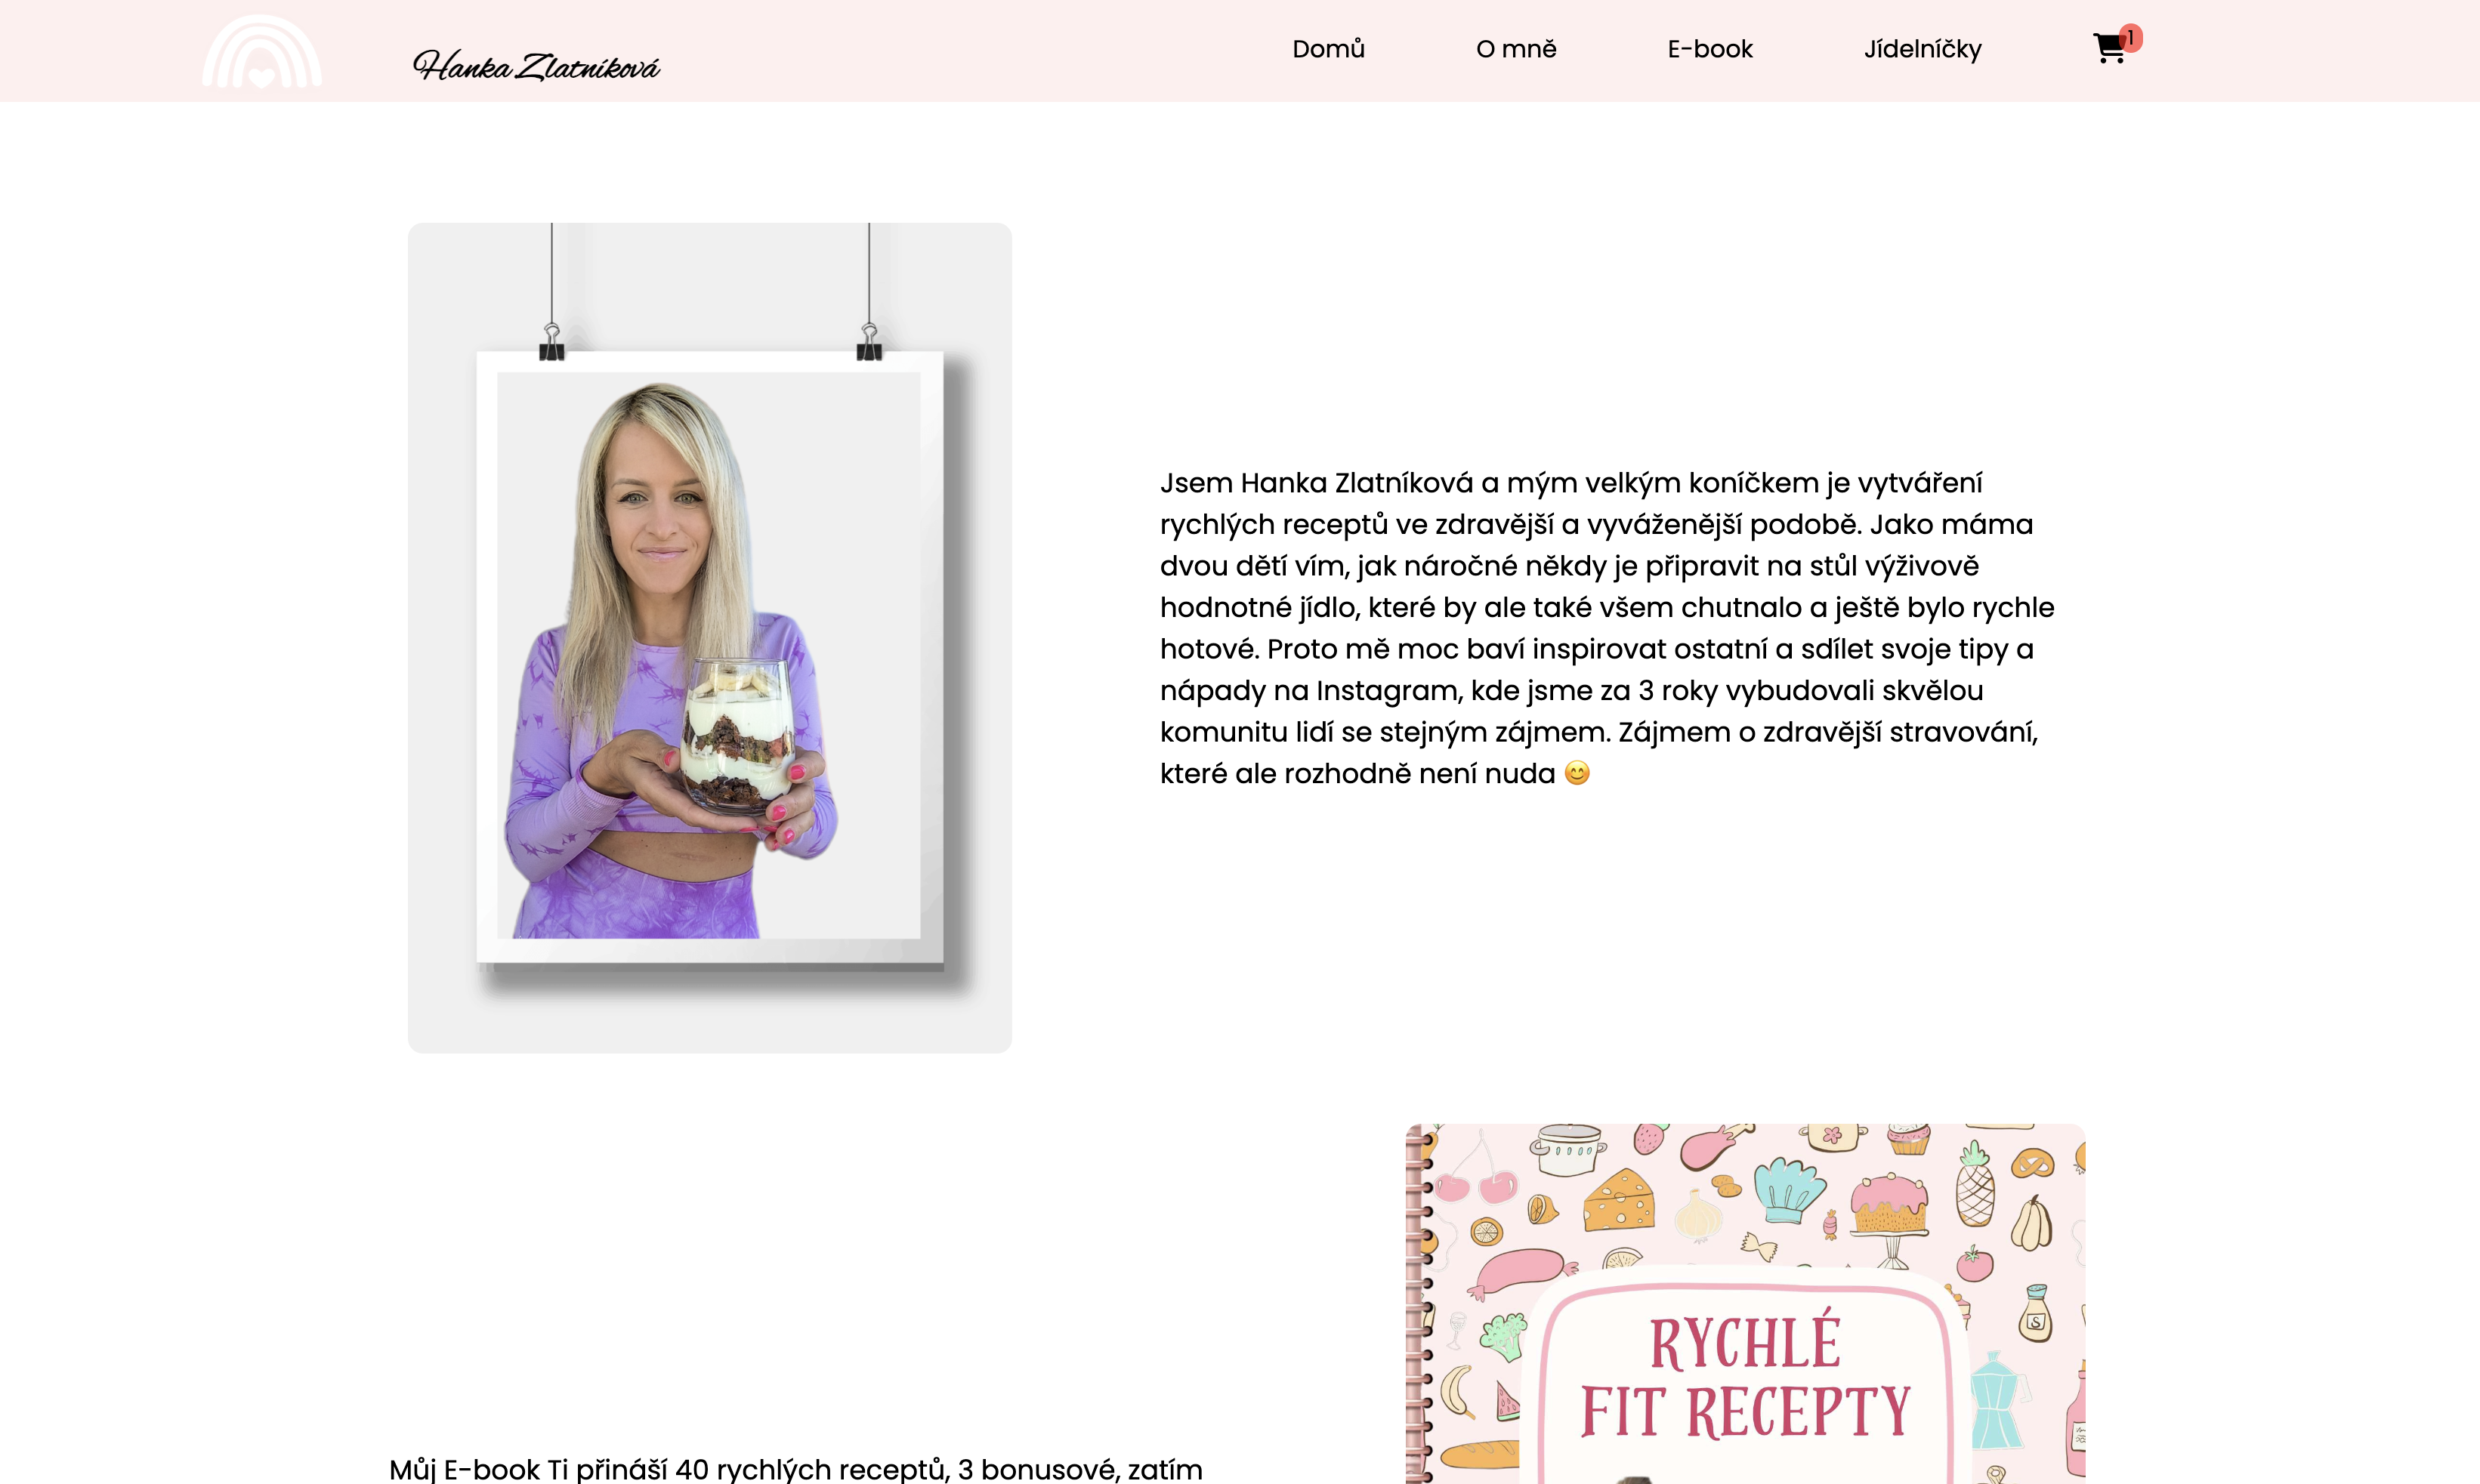 Hanka Zlatníková
Domů
O mně
E-book
Jídelníčky
1
Jsem Hanka Zlatníková a mým velkým koníčkem je vytváření
rychlých receptů ve zdravější a vyváženější podobě. Jako máma
dvou dětí vím, jak náročné někdy je připravit na stůl výživově
hodnotné jídlo, které by ale také všem chutnalo a ještě bylo rychle
hotové. Proto mě moc baví inspirovat ostatní a sdílet svoje tipy a
nápady na Instagram, kde jsme za 3 roky vybudovali skvělou
komunitu lidí se stejným zájmem. Zájmem o zdravější stravování,
které ale rozhodně není nuda 😊
S
RYCHLÉ
FIT RECEPTY
Můj E-book Ti přináší 40 rychlých receptů, 3 bonusové, zatím